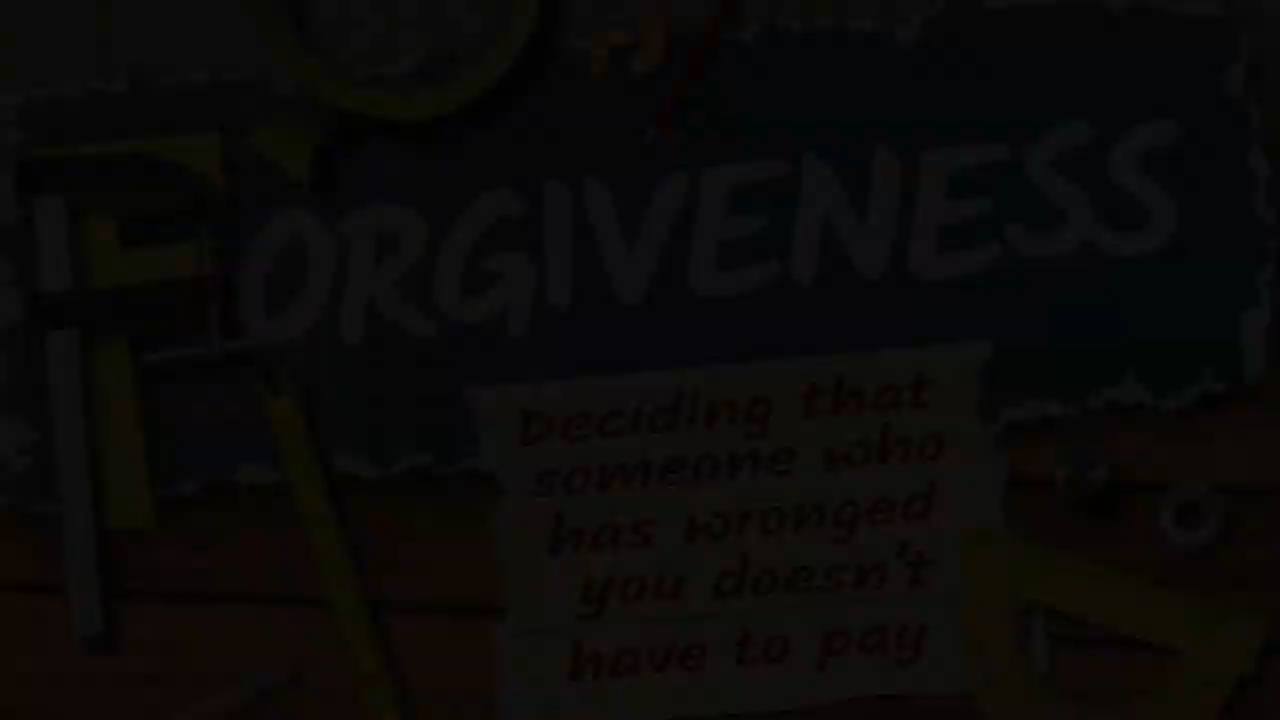 FORGIVENESS
Deciding that
someone who
has wronged
you doesn't
have to pay